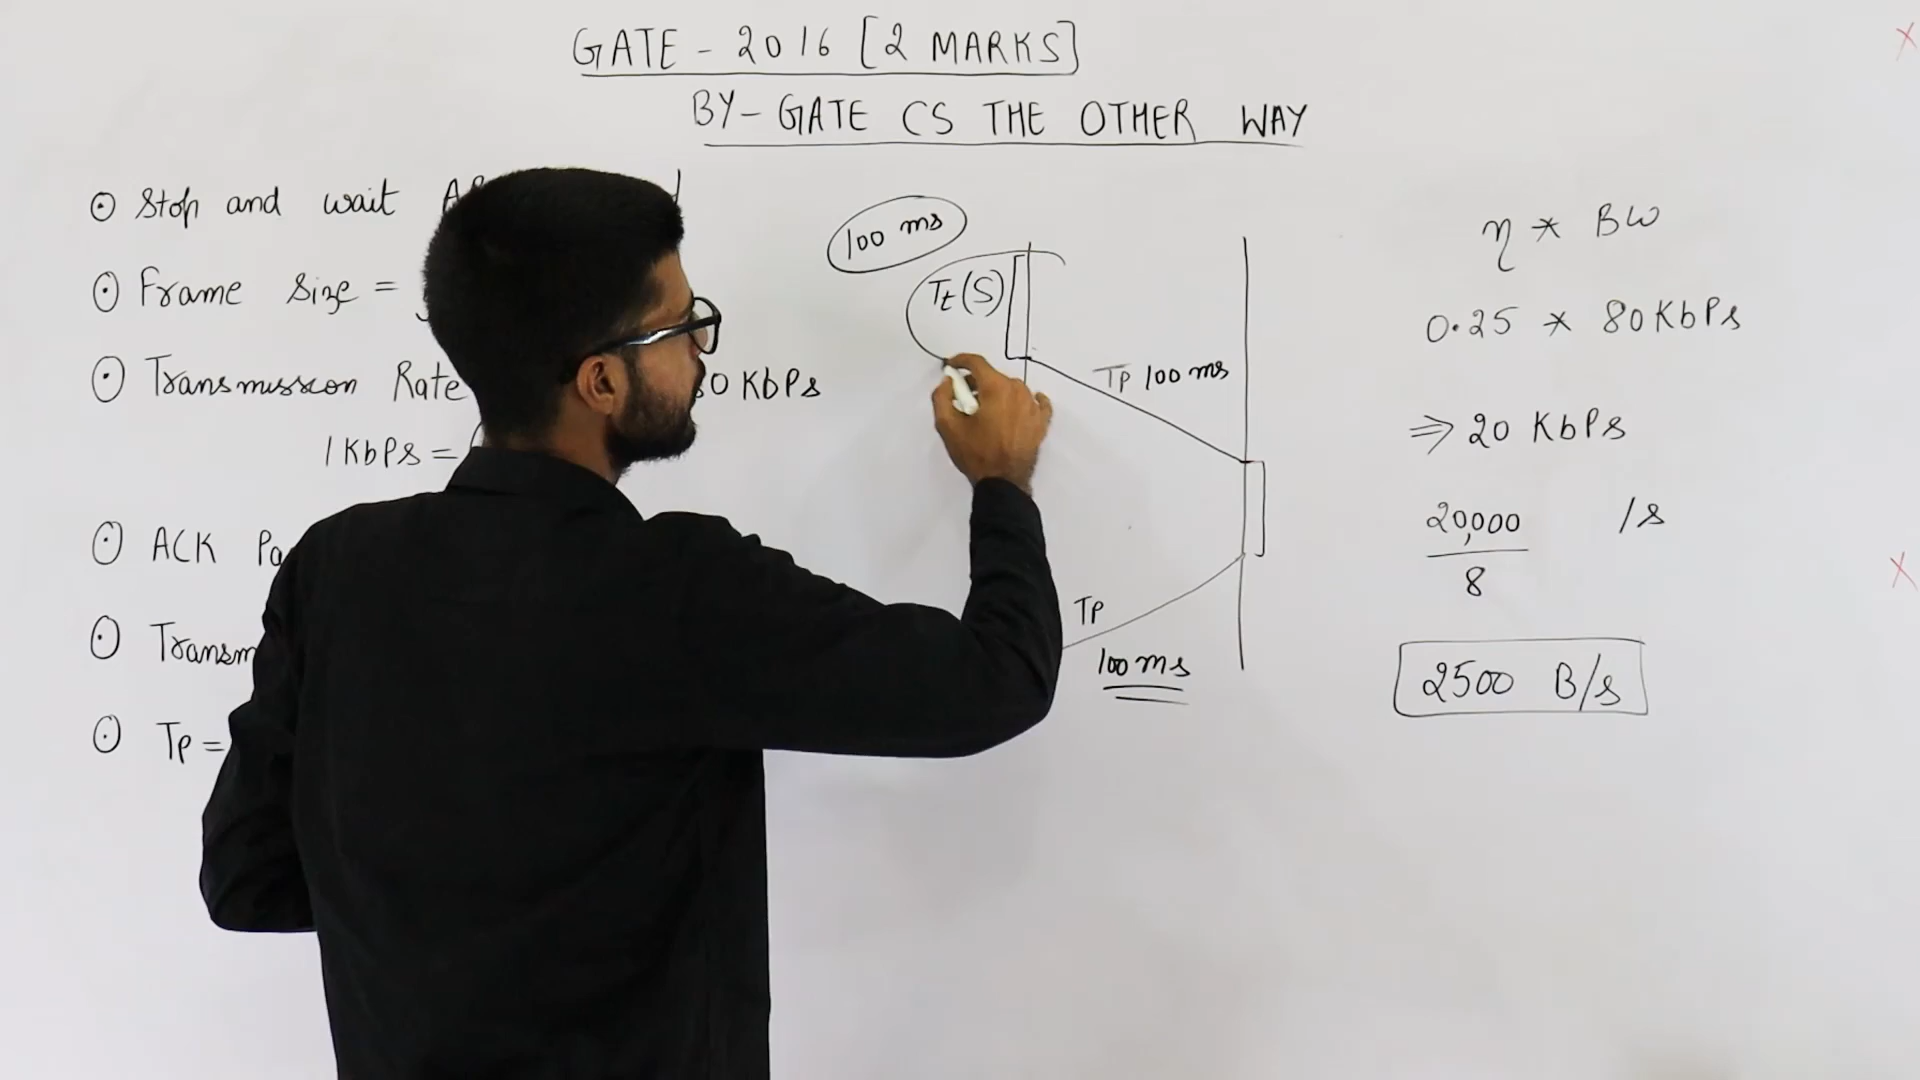 GATE - 2016 [2 MARKS]
BY- GATE CS THE OTHER WAY
⊙ Stop and wait
⊙ Frame Size =
⊙ Transmission Rate 80 KbPs
1 KbPs =
⊙ ACK
⊙
⊙ Tp =
100 ms
Tt(S)
Tp 100 ms
Tp
100 ms
η * BW
0.25 * 80 KbPs
⇒ 20 KbPs
20,000 /s
8
2500 B/s